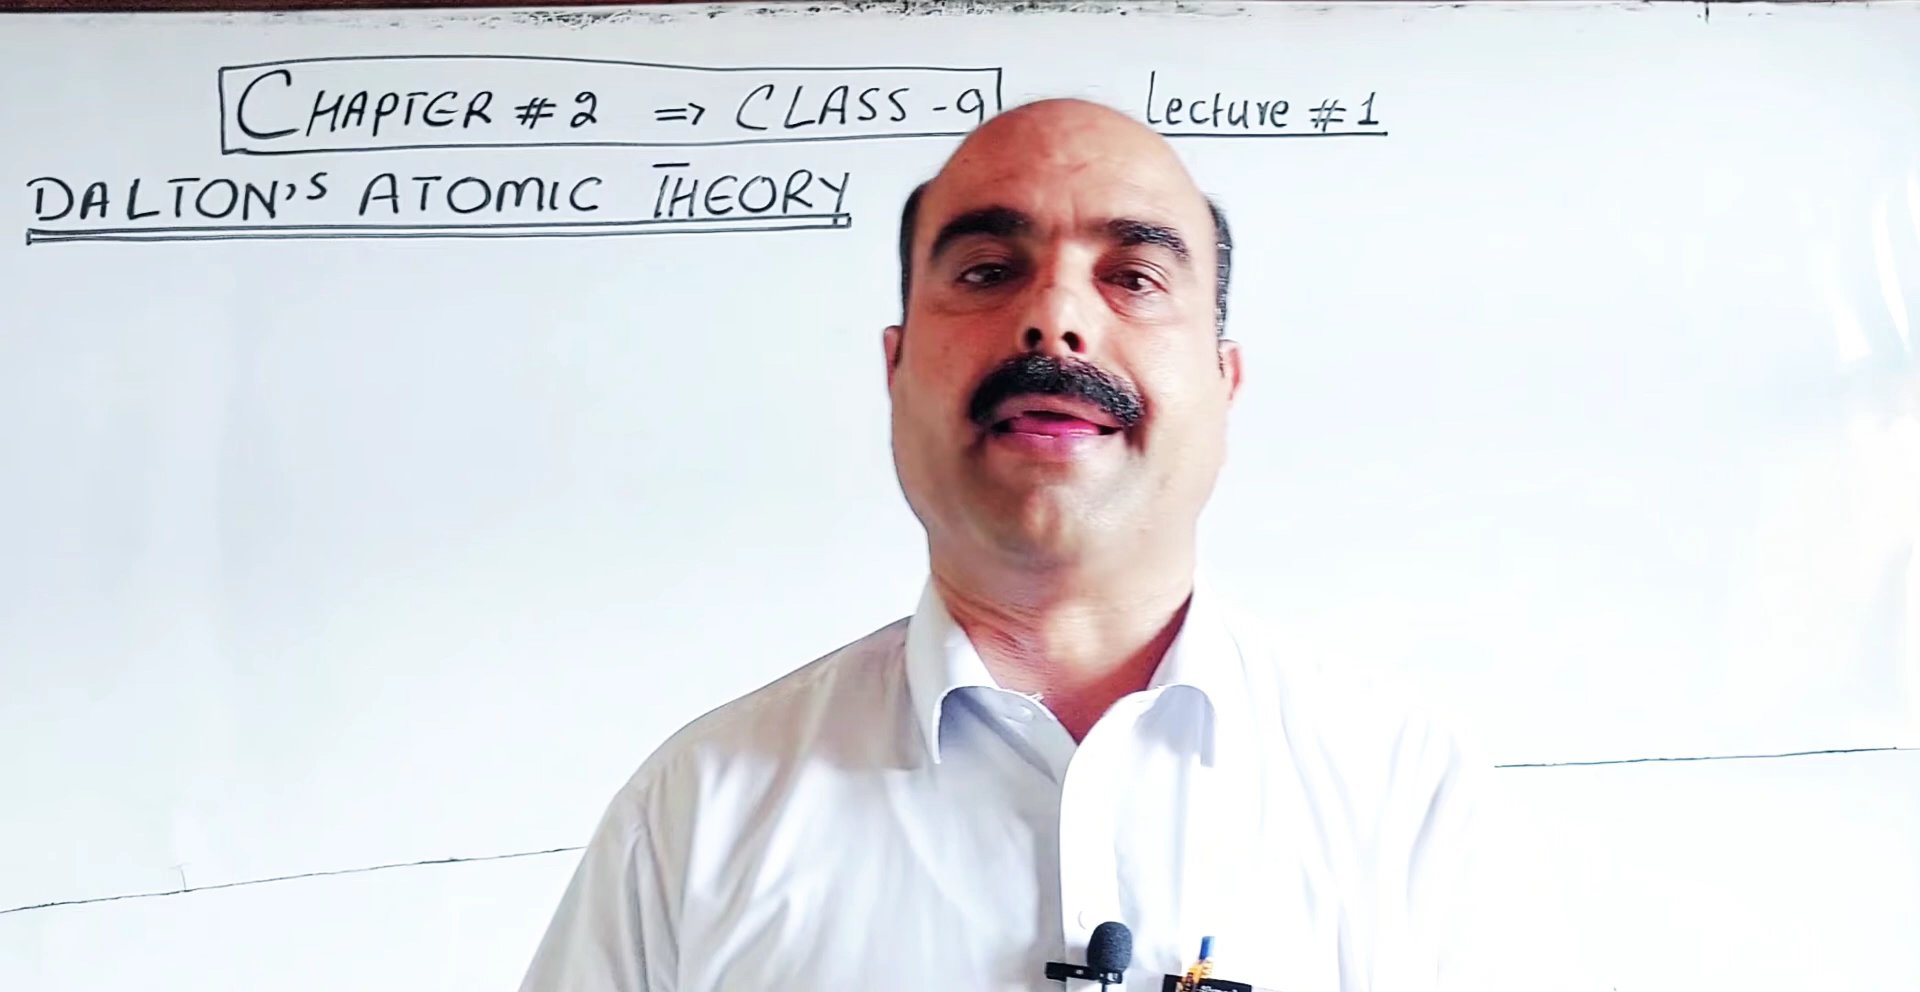 CHAPTER # 2 ⇒ CLASS - 9 Lecture # 1
DALTON'S ATOMIC THEORY